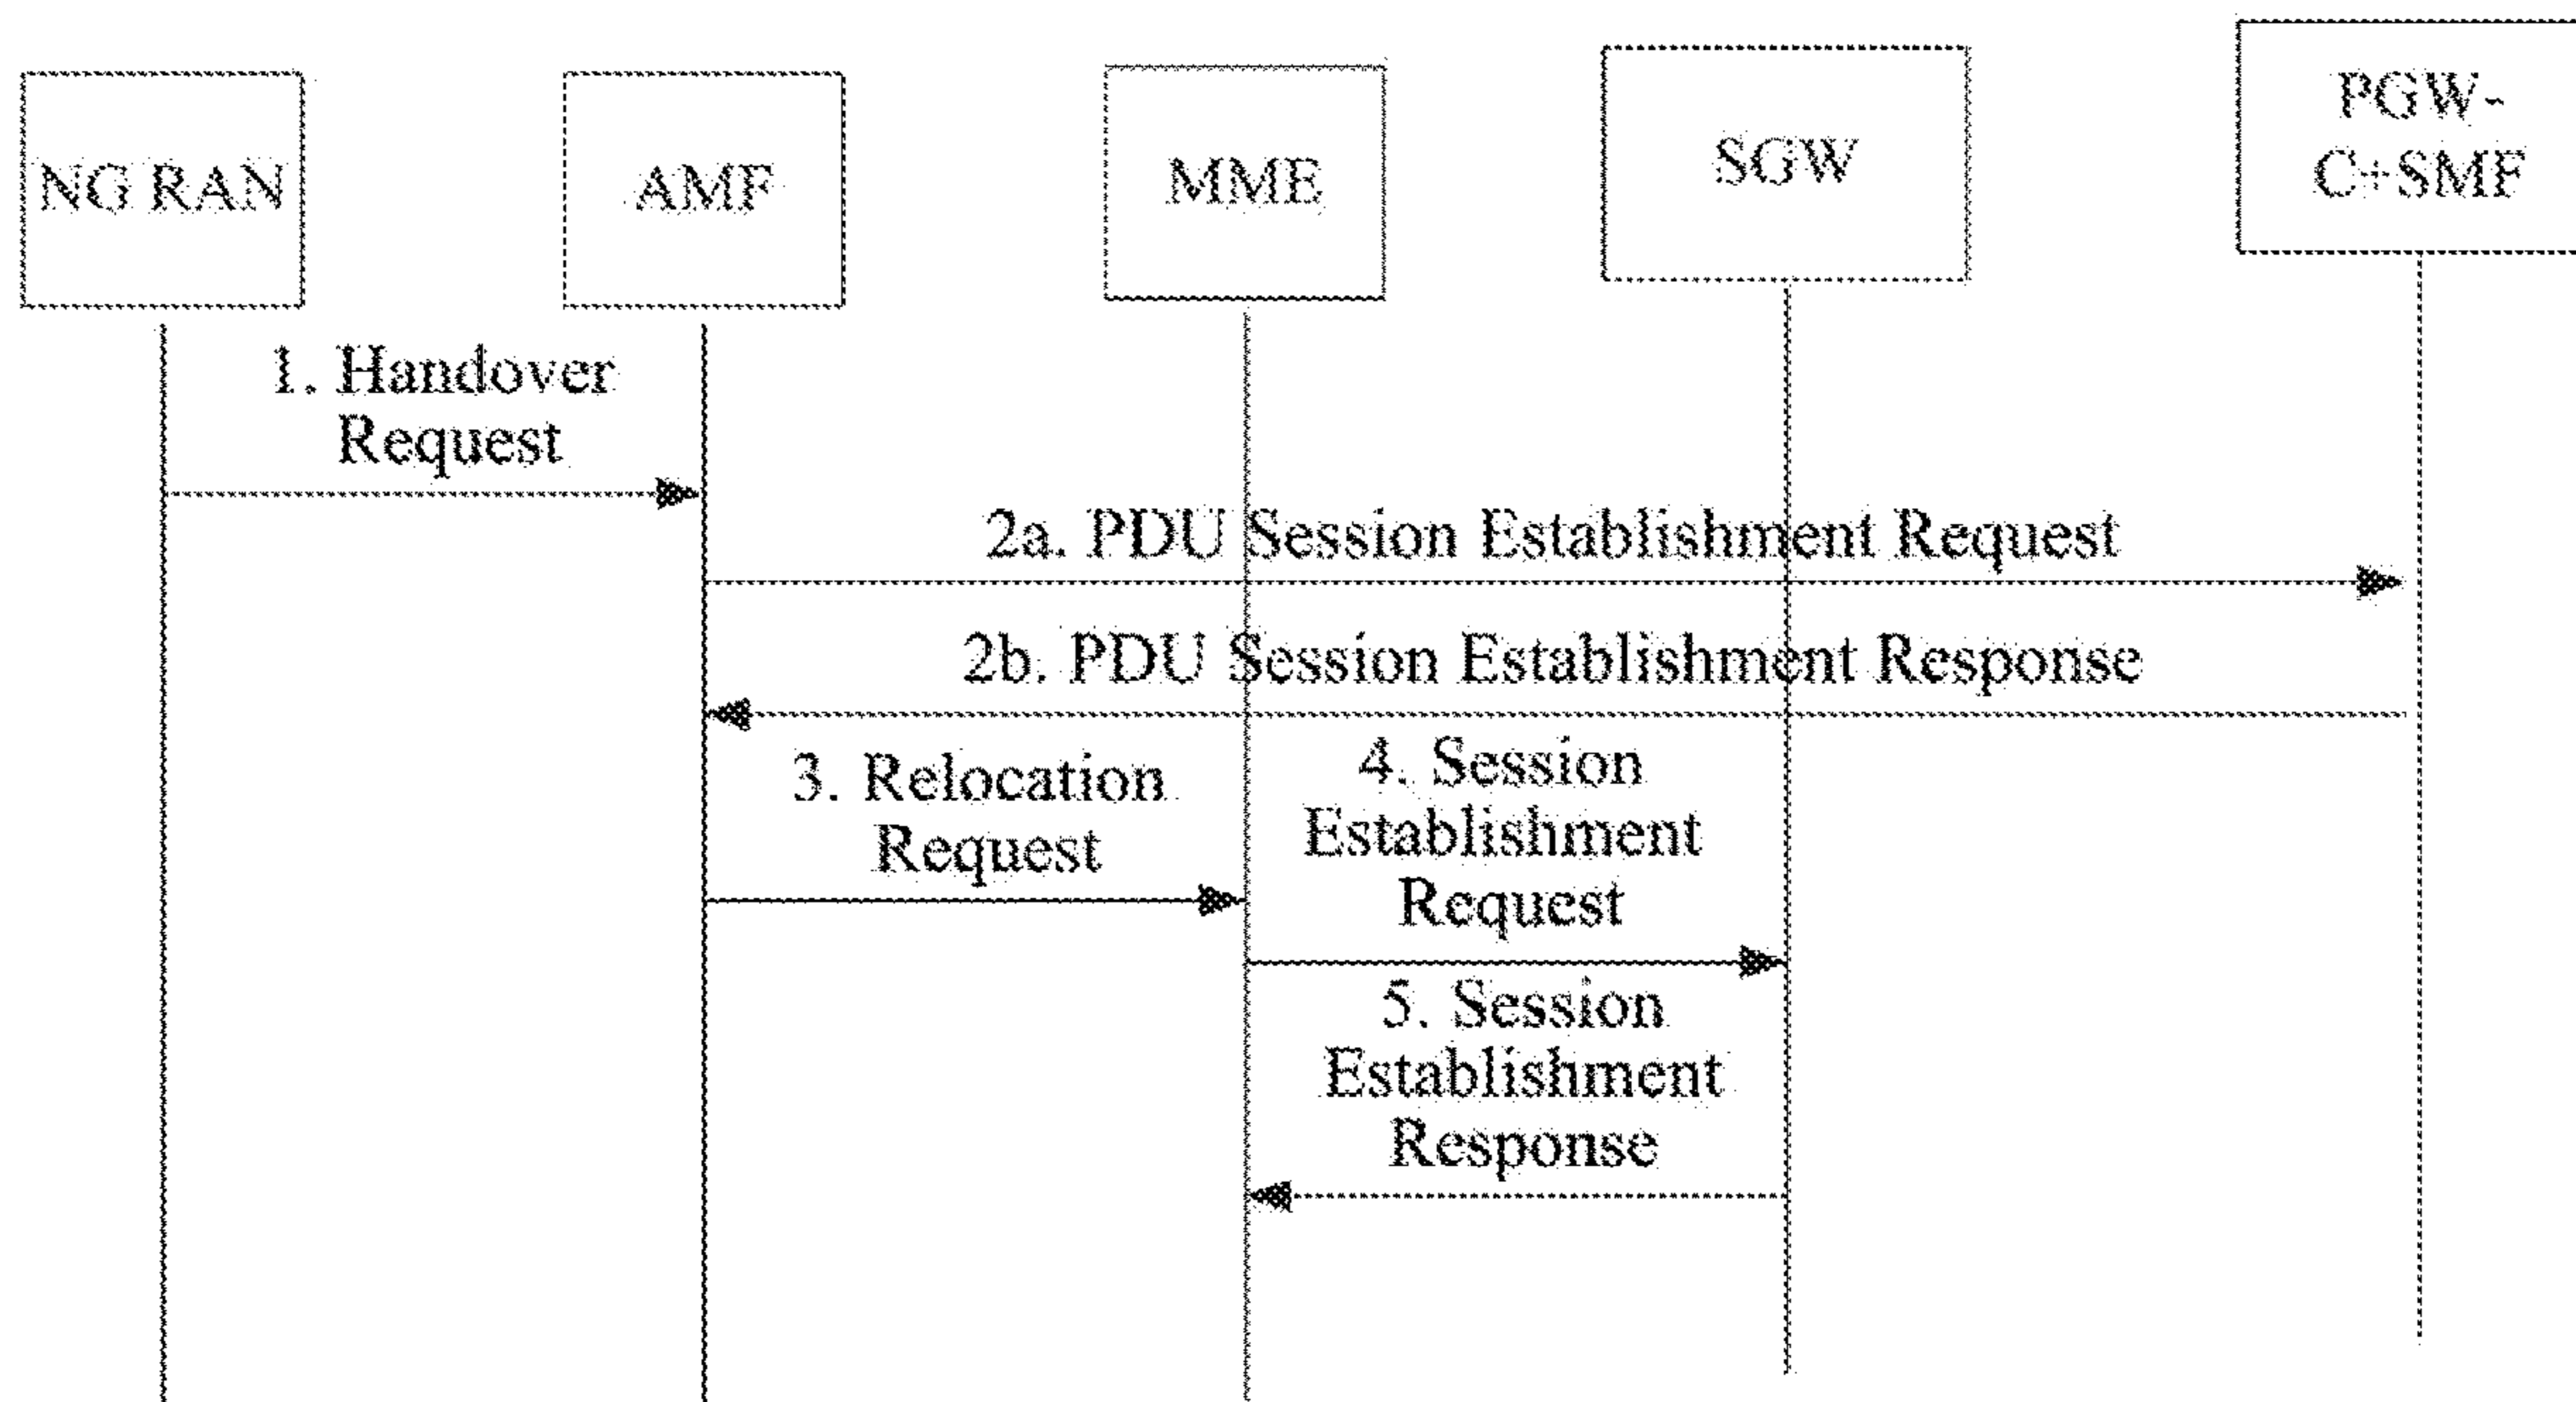 NG RAN
AMF
MME
SGW
PGW-
C+SMF
1. Handover
Request
2a. PDU Session Establishment Request
2b. PDU Session Establishment Response
3. Relocation
Request
4. Session
Establishment
Request
5. Session
Establishment
Response